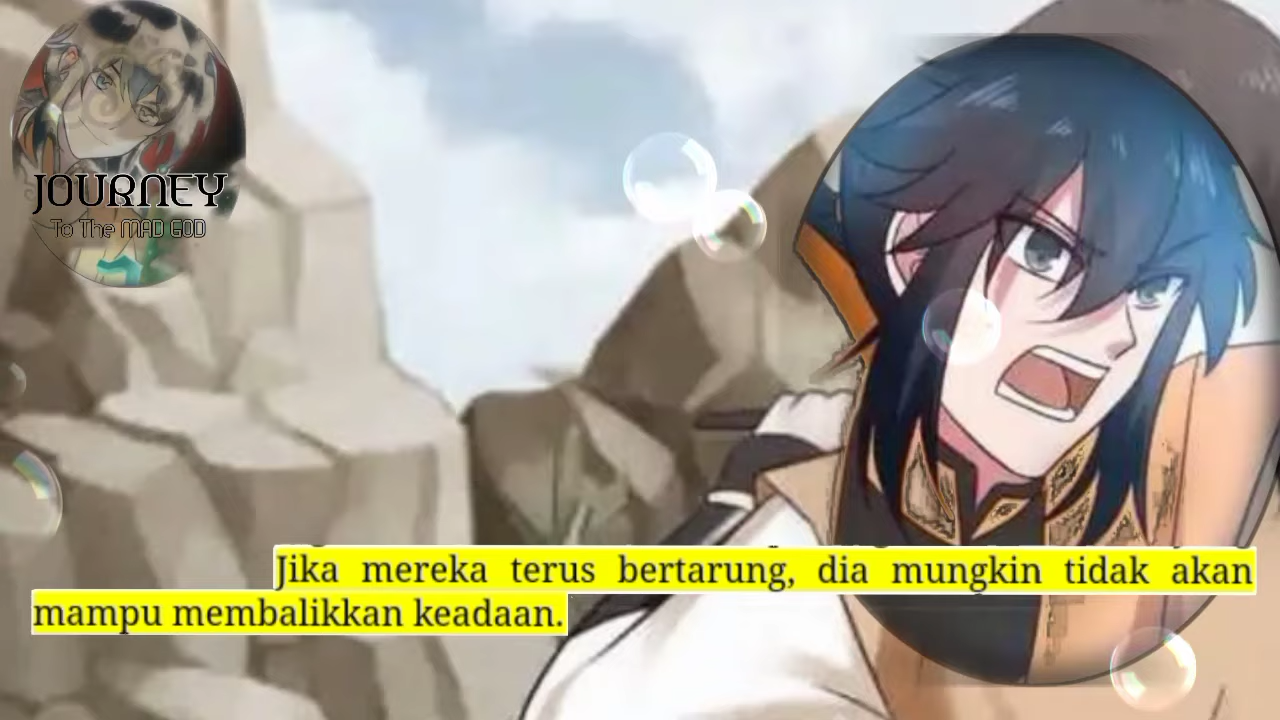 JOURNEY
To The MAD GOD
Jika mereka terus bertarung, dia mungkin tidak akan
mampu membalikkan keadaan.